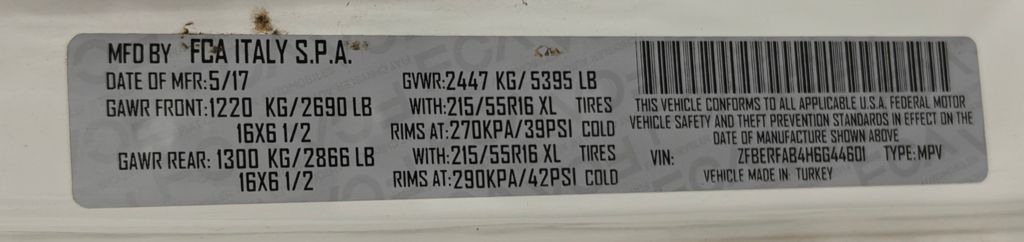 MFD BY FCA ITALY S.P.A.
DATE OF MFR: 5/17
GAWR FRONT: 1220 KG/2690 LB
16X6 1/2
GAWR REAR: 1300 KG/2866 LB
16X6 1/2
GVWR: 2447 KG/ 5395 LB
WITH: 215/55R16 XL TIRES
RIMS AT: 270KPA/39PSI COLD
WITH: 215/55R16 XL TIRES
RIMS AT: 290KPA/42PSI COLD
THIS VEHICLE CONFORMS TO ALL APPLICABLE U.S.A. FEDERAL MOTOR
VEHICLE SAFETY AND THEFT PREVENTION STANDARDS IN EFFECT ON THE
DATE OF MANUFACTURE SHOWN ABOVE
VIN: ZFBERFAB4H6G44601 TYPE: MPV
VEHICLE MADE IN: TURKEY